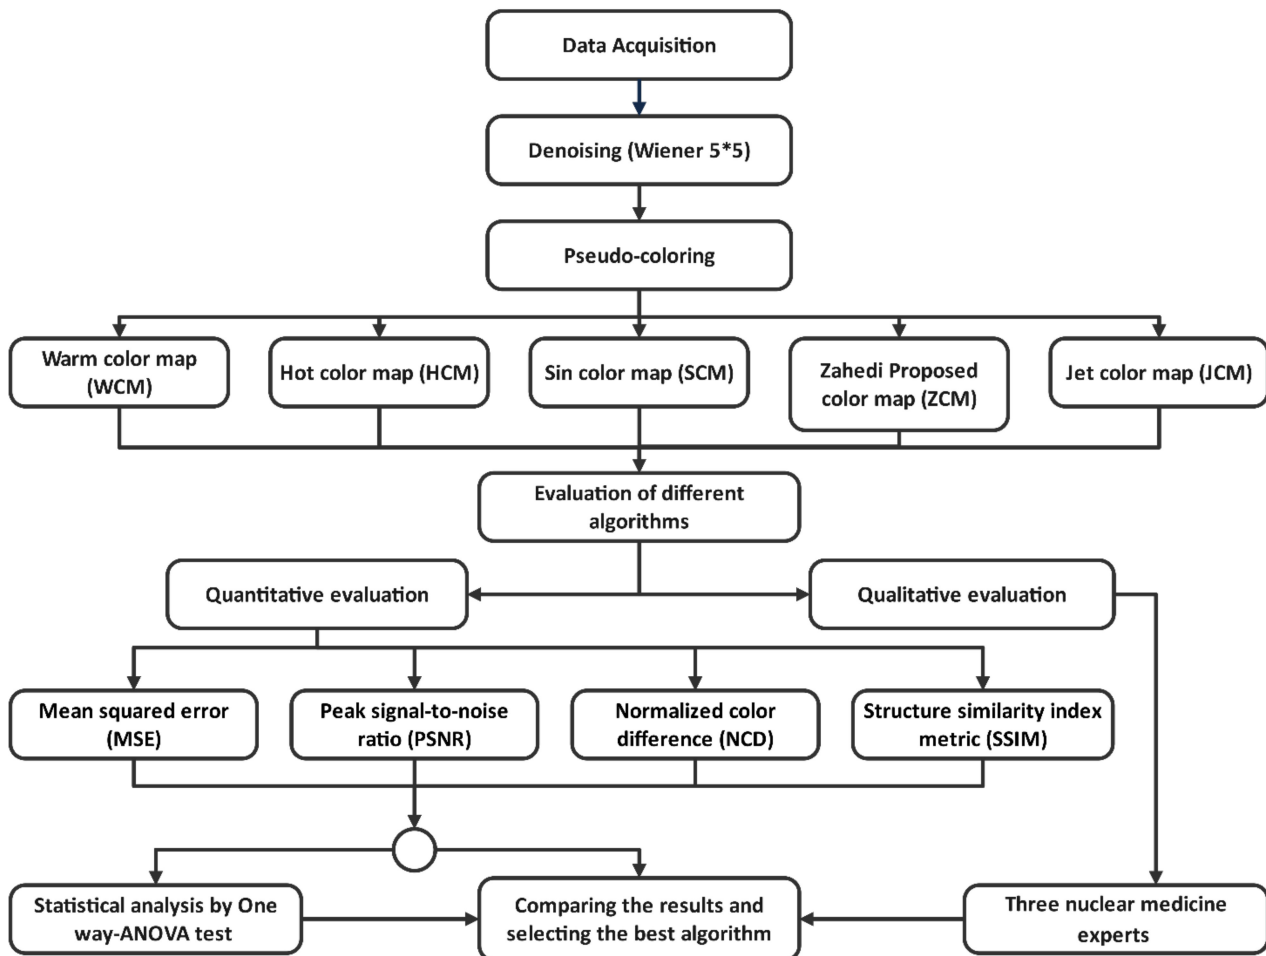 Data Acquisition
Denoising (Wiener 5*5)
Pseudo-coloring
Warm color map
(WCM)
Hot color map (HCM)
Sin color map (SCM)
Zahedi Proposed
color map (ZCM)
Jet color map (JCM)
Evaluation of different
algorithms
Quantitative evaluation
Qualitative evaluation
Mean squared error
(MSE)
Peak signal-to-noise
ratio (PSNR)
Normalized color
difference (NCD)
Structure similarity index
metric (SSIM)
Statistical analysis by One
way-ANOVA test
Comparing the results and
selecting the best algorithm
Three nuclear medicine
experts